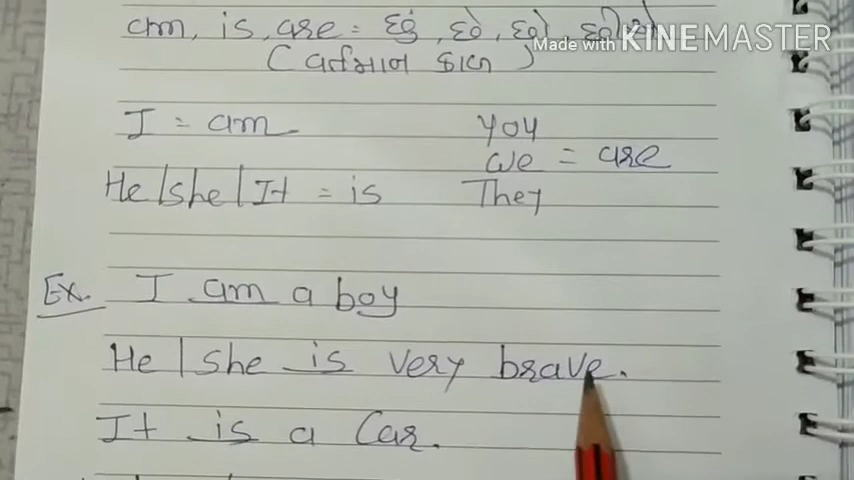 am, is, are = છું, છે, છો, છીએ
Made with KINEMASTER
( વર્તમાન કાળ )
I = am
you
we = are
He/she/It = is
They
Ex. I am a boy
He/she is very brave.
It is a Car.